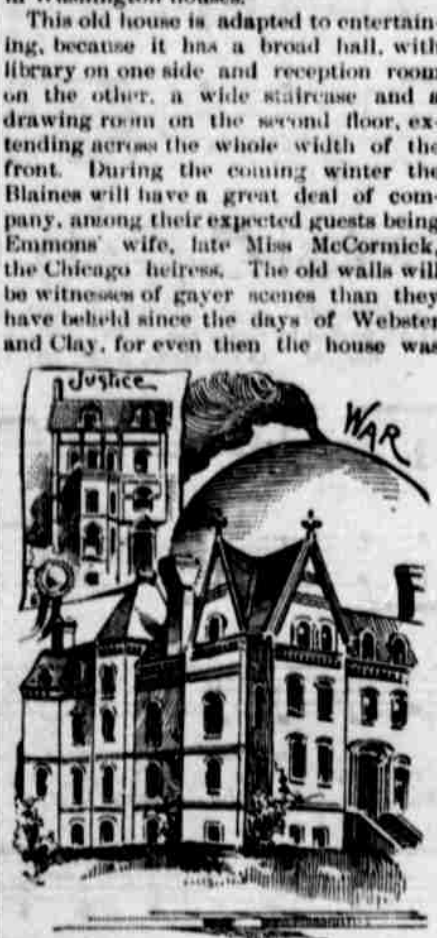 in Washington houses.
This old house is adapted to entertain-
ing, because it has a broad hall, with
library on one side and reception room
on the other, a wide staircase and a
drawing room on the second floor, ex-
tending across the whole width of the
front. During the coming winter the
Blaines will have a great deal of com-
pany, among their expected guests being
Emmons' wife, late Miss McCormick,
the Chicago heiress. The old walls will
be witnesses of gayer scenes than they
have beheld since the days of Webster
and Clay, for even then the house was
Justice
WAR